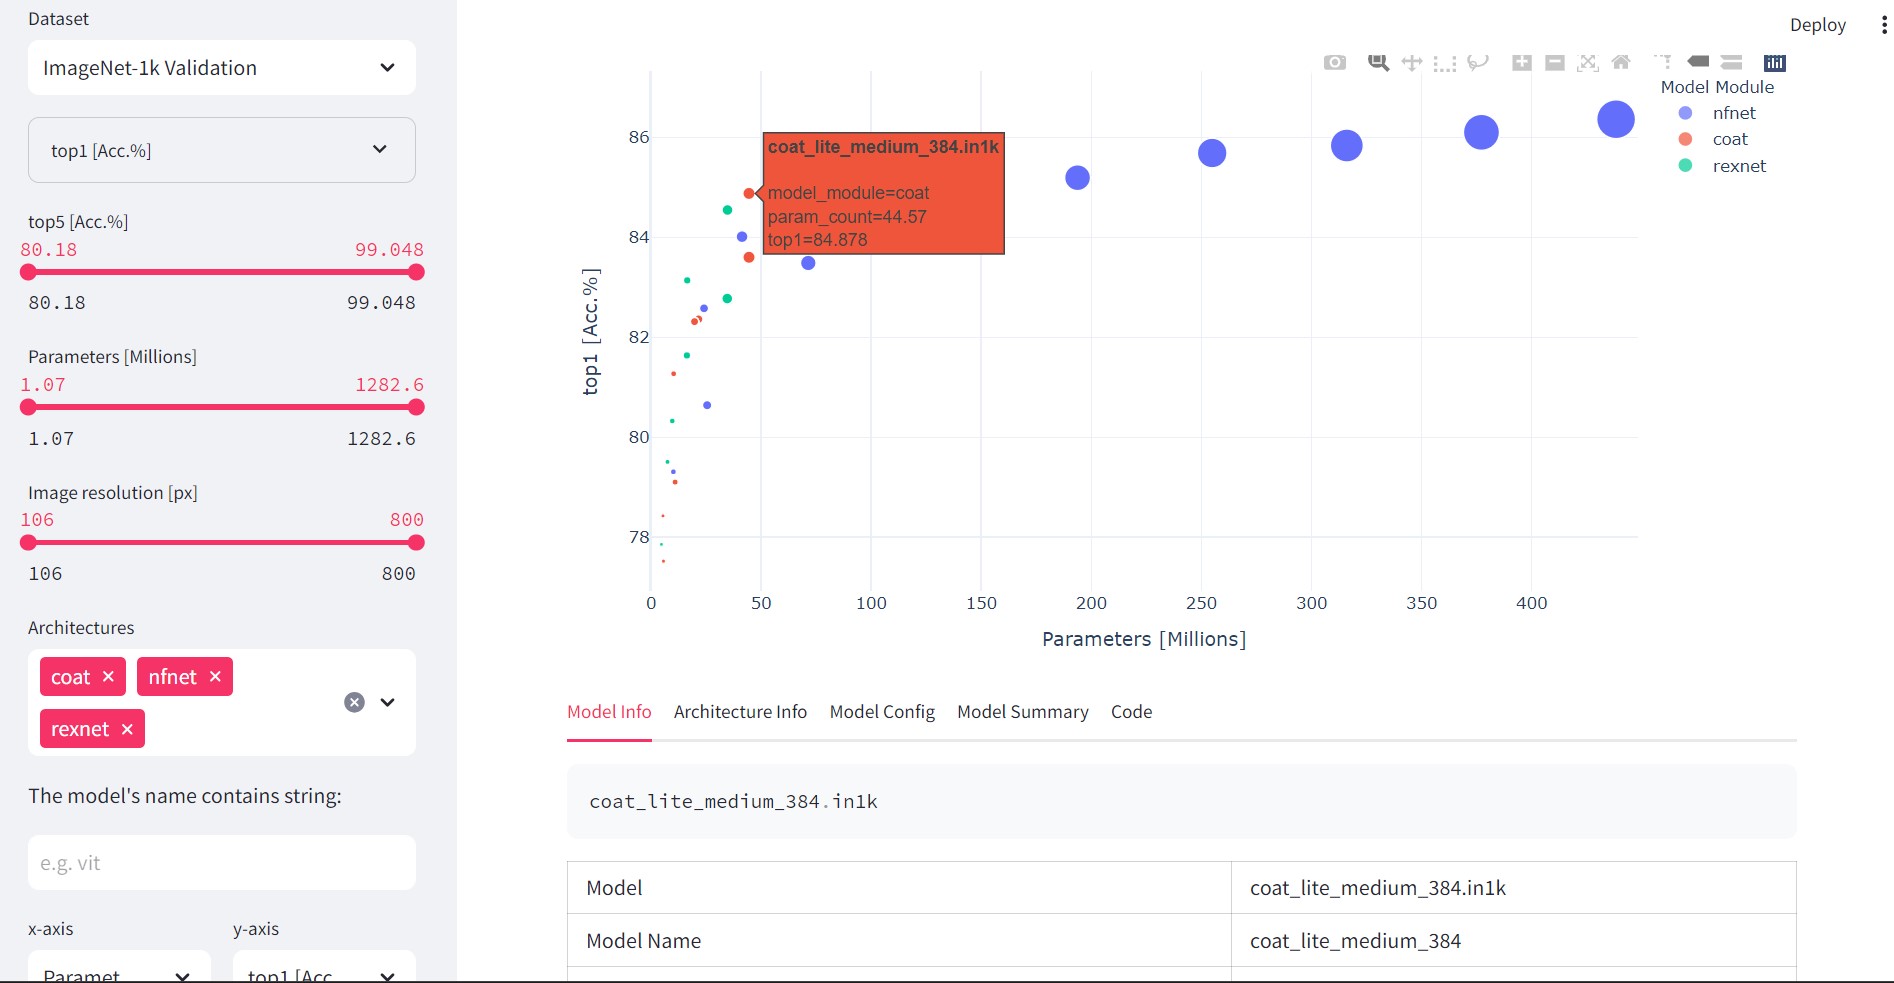 Dataset
ImageNet-1k Validation
top1 [Acc.%]
top5 [Acc.%]
80.18 99.048
80.18 99.048
Parameters [Millions]
1.07 1282.6
1.07 1282.6
Image resolution [px]
106 800
106 800
Architectures
coat × nfnet ×
rexnet ×
The model's name contains string:
e.g. vit
x-axis y-axis
Paramet top1 [Acc
Deploy
Model Module
nfnet
coat
rexnet
coat_lite_medium_384.in1k
model_module=coat
param_count=44.57
top1=84.878
86
84
82
80
78
top1 [Acc.%]
0 50 100 150 200 250 300 350 400
Parameters [Millions]
Model Info Architecture Info Model Config Model Summary Code
coat_lite_medium_384.in1k
Model coat_lite_medium_384.in1k
Model Name coat_lite_medium_384